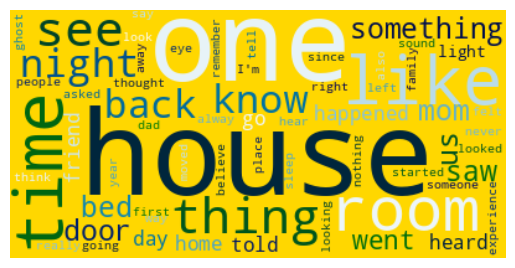 say
see
one
something
ghost
look
away
eye
remember
tell
since
sound
also
family
light
night
I'm
like
people
thought
right
asked
left
back know
happened
mom
felt
time
friend
dad
alway
go
hear
us
never
looked
house
think
year
moved
believe
place
sleep
nothing
started
saw
someone
experience
bed
thing
room
door
first
way
day
home
told
looking
went
heard
really
going